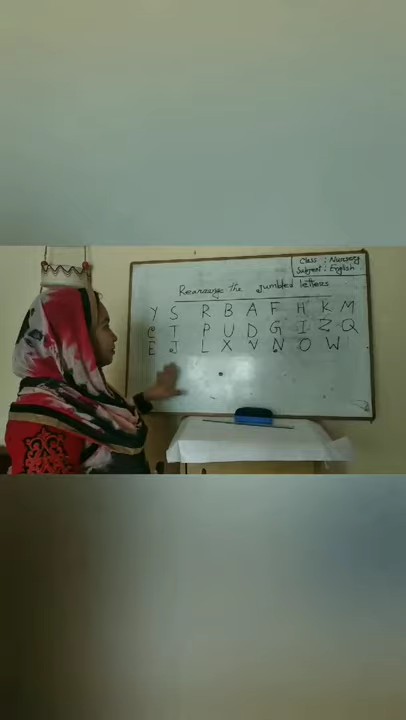 Class : Nursery
Subject : English
Rearrange the Jumbled letters
Y S R B A F H K M
C T P U D G I Z Q
E J L X V N O W